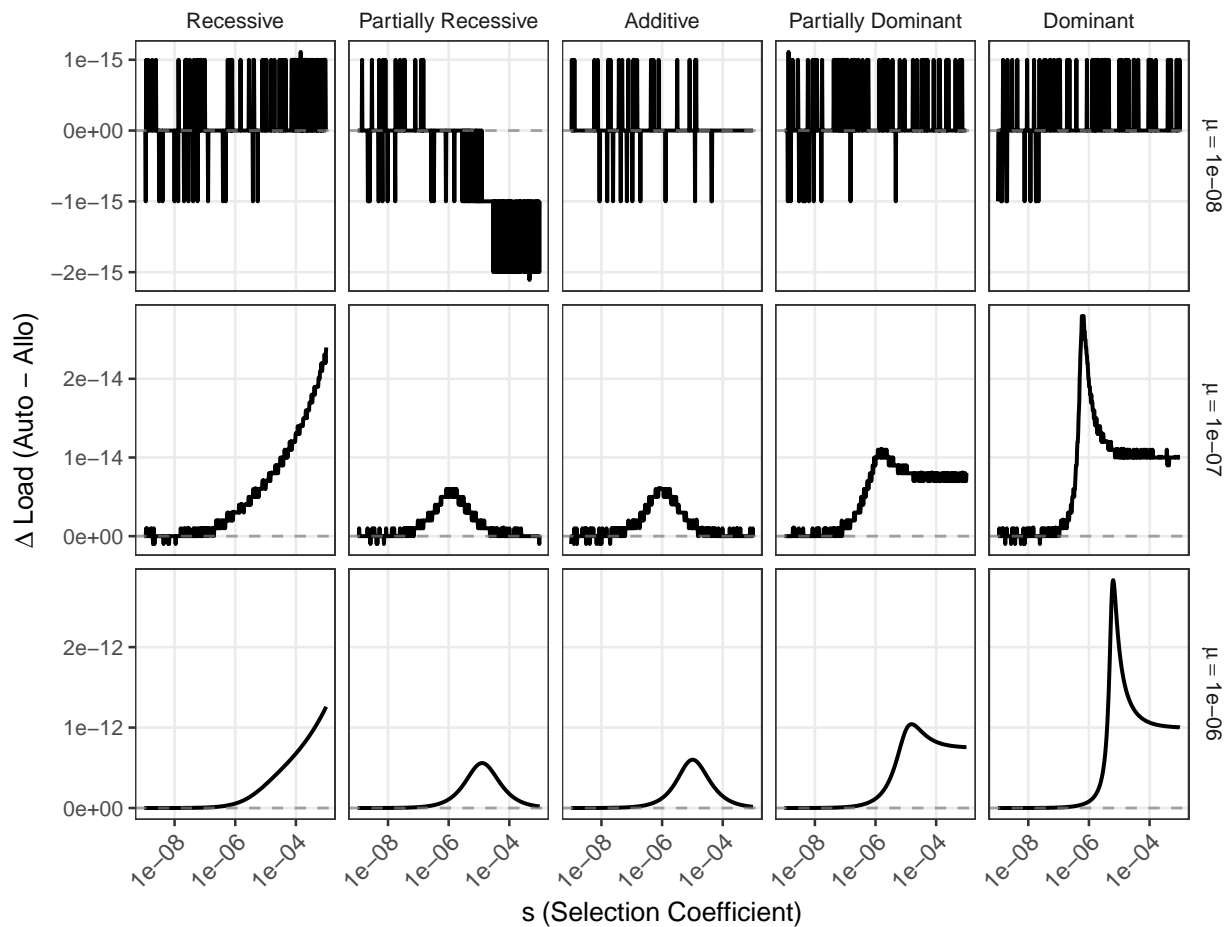 Recessive Partially Recessive Additive Partially Dominant Dominant
1e−15
0e+00
−1e−15
−2e−15
μ = 1e−08
2e−14
1e−14
0e+00
μ = 1e−07
2e−12
1e−12
0e+00
μ = 1e−06
1e−08 1e−06 1e−04 1e−08 1e−06 1e−04 1e−08 1e−06 1e−04 1e−08 1e−06 1e−04 1e−08 1e−06 1e−04
s (Selection Coefficient)
Δ Load (Auto − Allo)